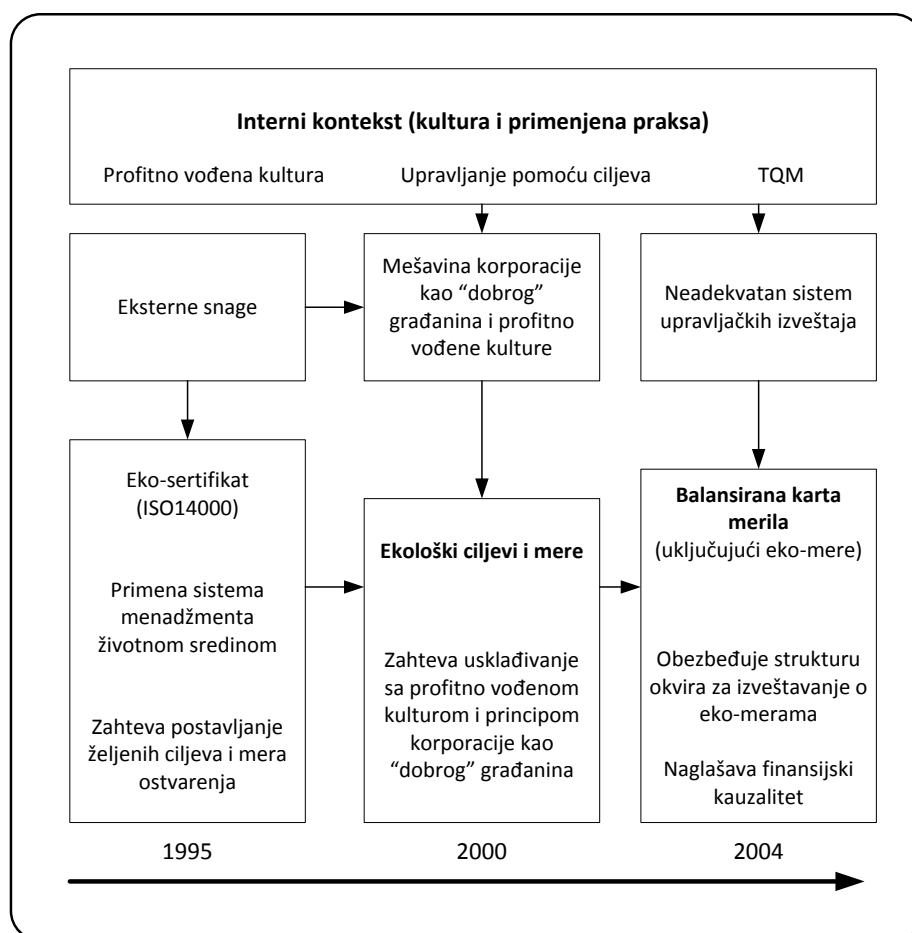 Interni kontekst (kultura i primenjena praksa)
Profitno vođena kultura
Upravljanje pomoću ciljeva
TQM
Eksterne snage
Mešavina korporacije
kao “dobrog”
građanina i profitno
vođene kulture
Neadekvatan sistem
upravljačkih izveštaja
Eko-sertifikat
(ISO14000)
Primena sistema
menadžmenta
životnom sredinom
Zahteva postavljanje
željenih ciljeva i mera
ostvarenja
Ekološki ciljevi i mere
Zahteva usklađivanje
sa profitno vođenom
kulturom i principom
korporacije kao
“dobrog” građanina
Balansirana karta
merila
(uključujući eko-mere)
Obezbeđuje strukturu
okvira za izveštavanje o
eko-merama
Naglašava finansijski
kauzalitet
1995
2000
2004